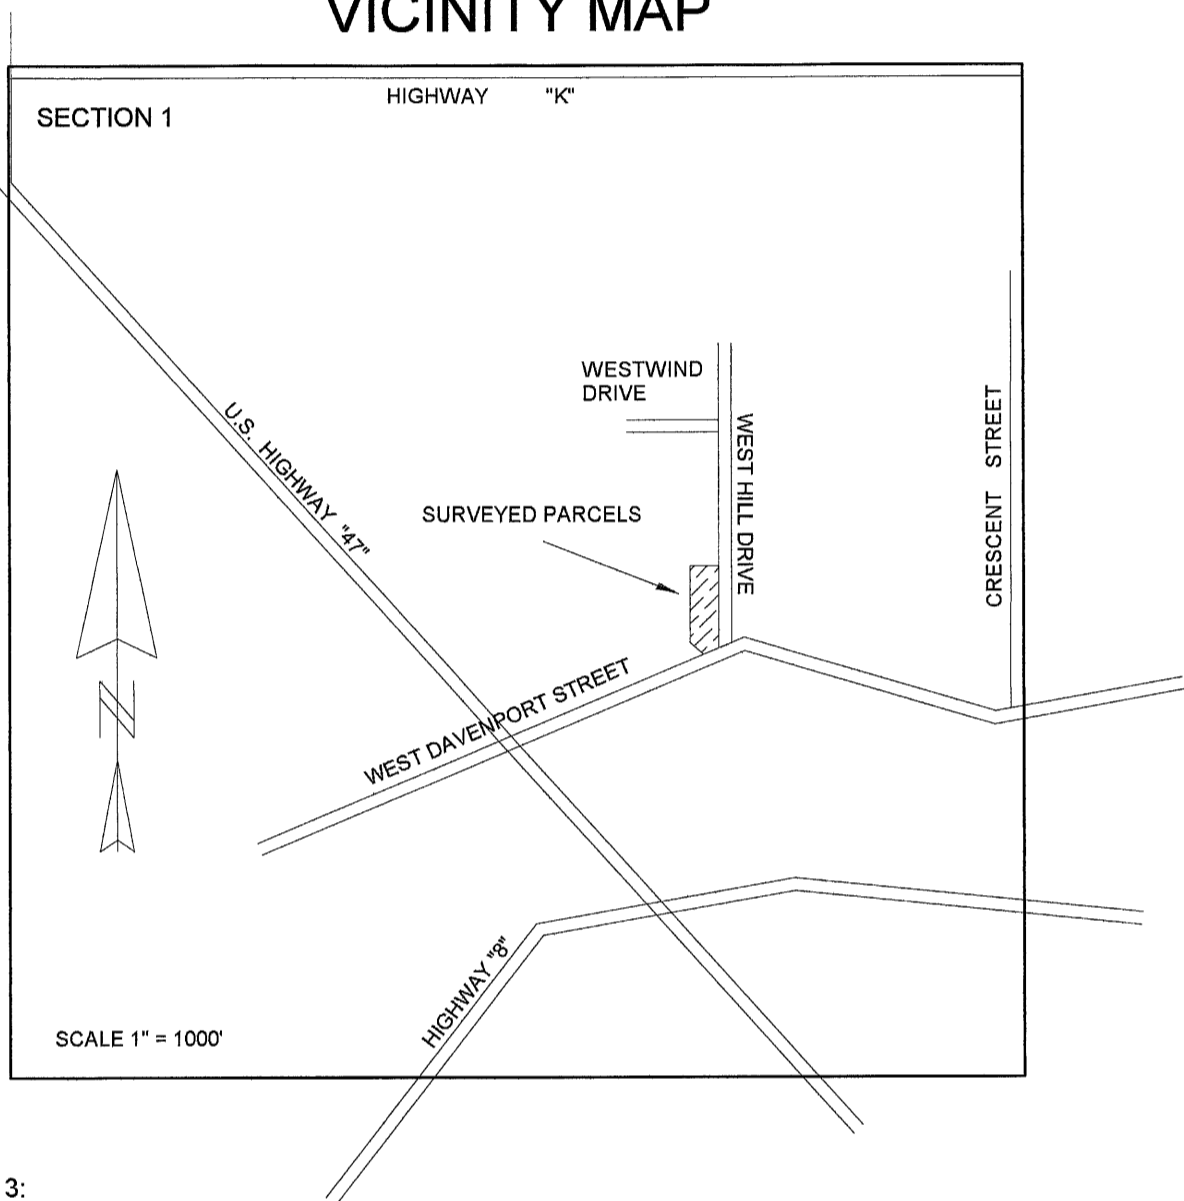 VICINITY MAP
HIGHWAY "K"
SECTION 1
WESTWIND
DRIVE
U.S. HIGHWAY "47"
WEST HILL DRIVE
CRESCENT STREET
SURVEYED PARCELS
WEST DAVENPORT STREET
N
HIGHWAY "8"
SCALE 1" = 1000'
3: